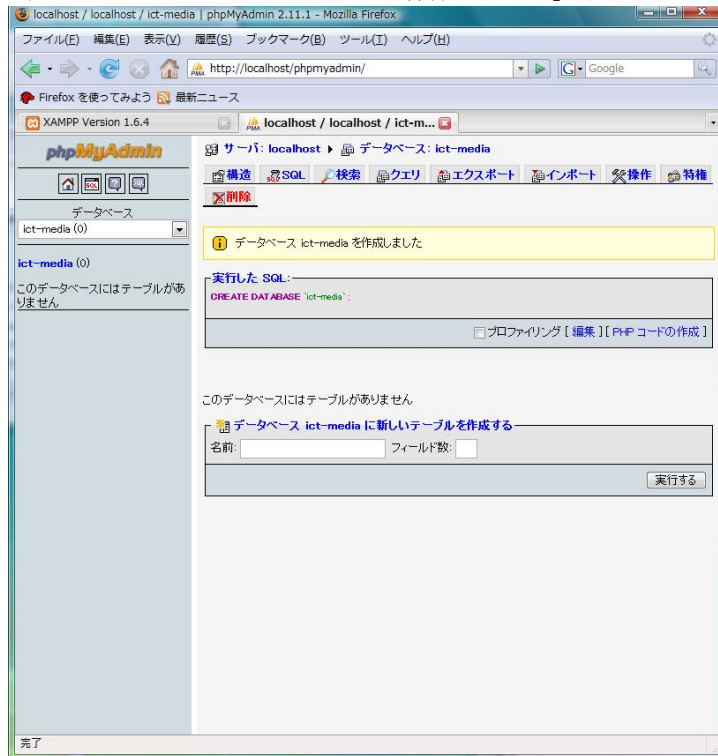 localhost / localhost / ict-media | phpMyAdmin 2.11.1 - Mozilla Firefox
ファイル(F) 編集(E) 表示(V) 履歴(S) ブックマーク(B) ツール(T) ヘルプ(H)
http://localhost/phpmyadmin/
Google
Firefox を使ってみよう 最新ニュース
XAMPP Version 1.6.4
localhost / localhost / ict-m...
phpMyAdmin
データベース
ict-media (0)
ict-media (0)
このデータベースにはテーブルがあ
りません
サーバ: localhost ▶ データベース: ict-media
構造 SQL 検索 クエリ エクスポート インポート 操作 特権
削除
データベース ict-media を作成しました
実行した SQL:
CREATE DATABASE `ict-media` ;
プロファイリング [ 編集 ] [ PHP コードの作成 ]
このデータベースにはテーブルがありません
データベース ict-media に新しいテーブルを作成する
名前: フィールド数:
実行する
完了